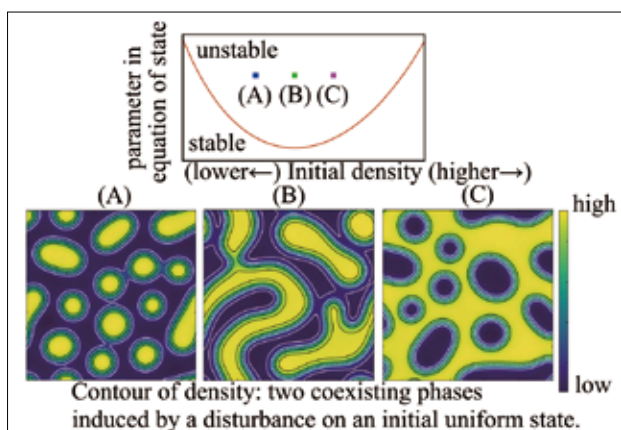 parameter in
equation of state
unstable
(A) (B) (C)
stable
(lower←) Initial density (higher→)
(A) (B) (C)
high
low
Contour of density: two coexisting phases
induced by a disturbance on an initial uniform state.